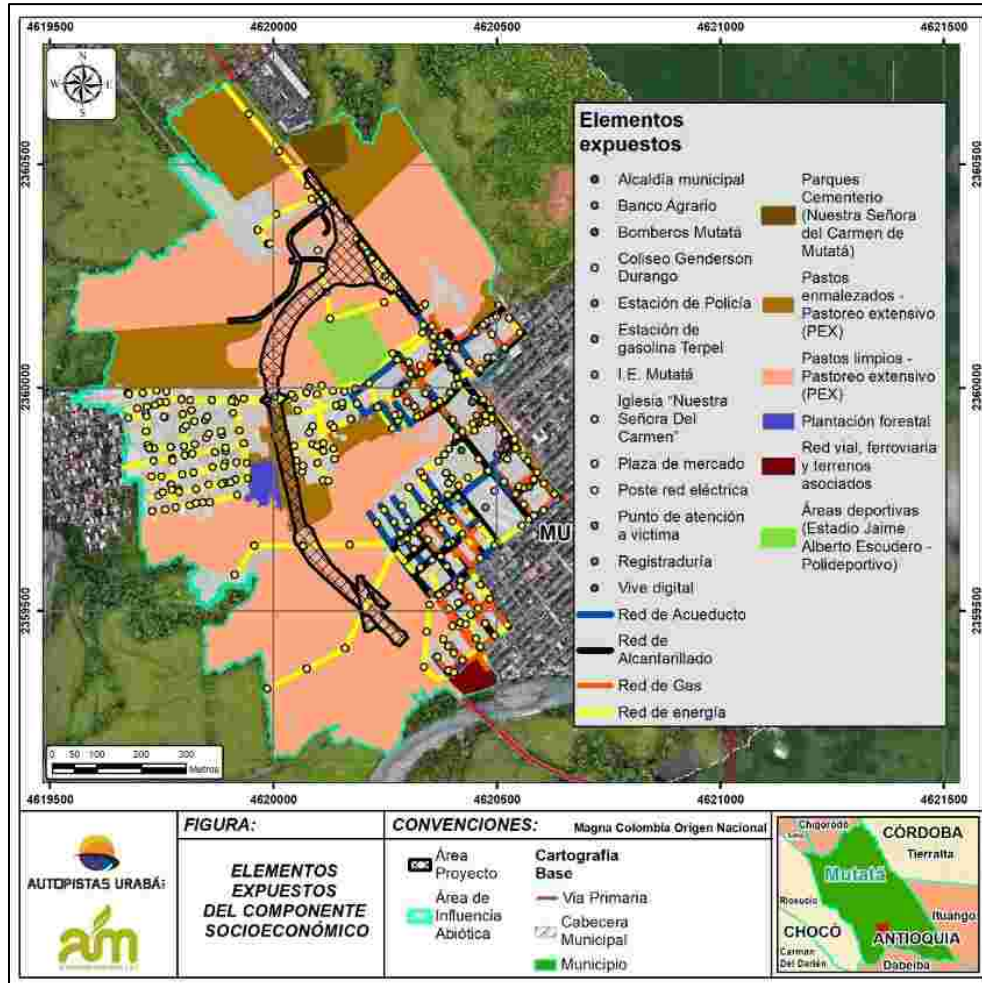 4619500
4620000
4620500
4621000
4621500
N
W
E
S
2360500
2360000
2359500
2360500
2360000
2359500
Elementos
expuestos
Alcaldía municipal
Banco Agrario
Bomberos Mutatá
Coliseo Genderson
Durango
Estación de Policía
Estación de
gasolina Terpel
I.E. Mutatá
Iglesia "Nuestra
Señora Del
Carmen"
Plaza de mercado
Poste red eléctrica
Punto de atención
a victima
Registraduría
Vive digital
Red de Acueducto
Red de
Alcantarillado
Red de Gas
Red de energía
Parques
Cementerio
(Nuestra Señora
del Carmen de
Mutatá)
Pastos
enmalezados -
Pastoreo extensivo
(PEX)
Pastos limpios -
Pastoreo extensivo
(PEX)
Plantación forestal
Red vial, ferroviaria
y terrenos
asociados
Áreas deportivas
(Estadio Jaime
Alberto Escudero -
Polideportivo)
MU
0 50 100 200 300
Metros
4619500
4620000
4620500
4621000
4621500
AUTOPISTAS URABÁ
aim
FIGURA:
ELEMENTOS
EXPUESTOS
DEL COMPONENTE
SOCIOECONÓMICO
CONVENCIONES:
Magna Colombia Origen Nacional
Área
Proyecto
Área de
Influencia
Abiótica
Cartografía
Base
Vía Primaria
Cabecera
Municipal
Municipio
Chigorodó
CÓRDOBA
Tierralta
Mutatá
Riosucio
Ituango
CHOCÓ
ANTIOQUIA
Carmen
Del Darién
Dabeiba